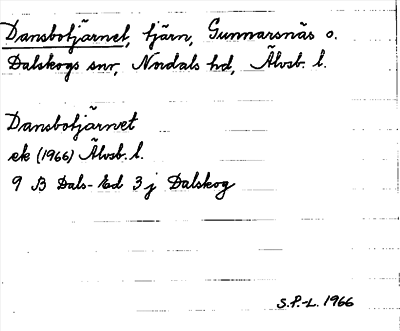 Dansbotjärnet, tjärn, Gunnarsnäs o.
Dalskogs snr, Nordals hd, Älvsb. l.
Dansbotjärnet
ek (1966) Älvsb. l.
9 B Dals-Ed 3 j Dalskog
S.P.-L. 1966